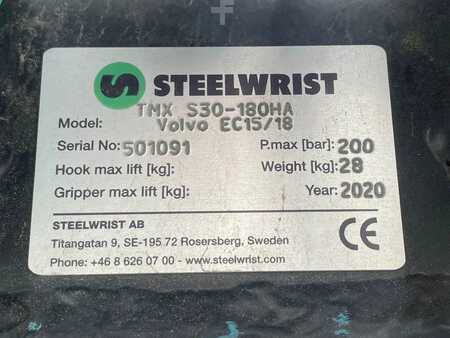 STEELWRIST
TMX S30-180HA
Model: Volvo EC15/18
Serial No: 501091 P.max [bar]: 200
Hook max lift [kg]: Weight [kg]: 28
Gripper max lift [kg]: Year: 2020
STEELWRIST AB
Titangatan 9, SE-195 72 Rosersberg, Sweden
Phone: +46 8 626 07 00 - www.steelwrist.com
CE